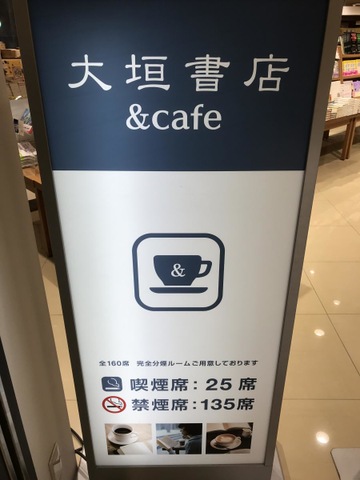 大垣書店
&cafe
&
全160席　完全分煙ルームご用意しております
喫煙席：25席
禁煙席：135席